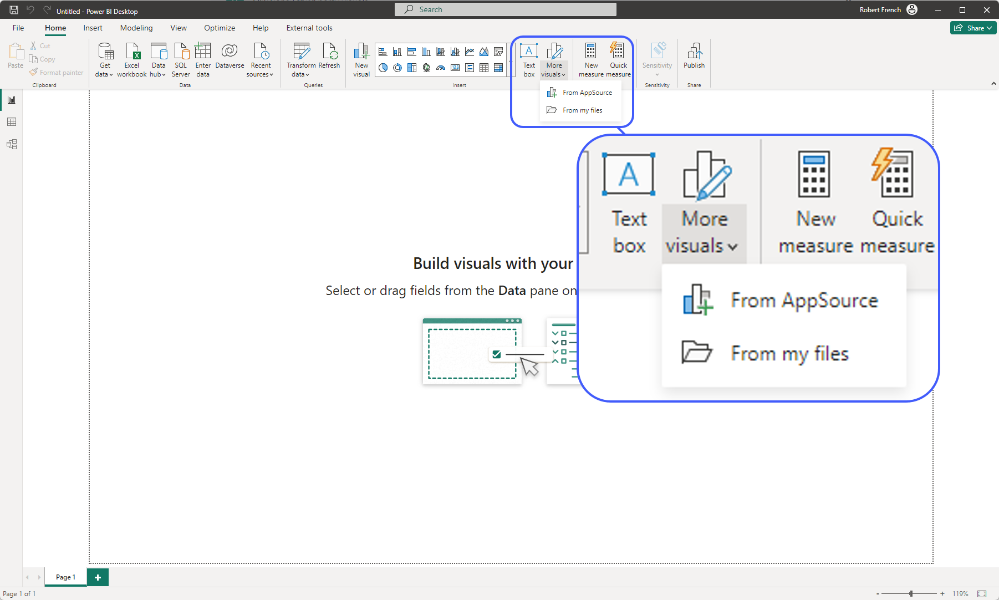 Untitled - Power BI Desktop
Search
Robert French
File Home Insert Modeling View Optimize Help External tools
Share
Paste
Cut
Copy
Format painter
Clipboard
Get data
Excel workbook
Data hub
SQL Server
Enter data
Dataverse
Recent sources
Data
Transform data
Refresh
Queries
New visual
123
Insert
A
Text box
More visuals
New measure
Quick measure
Sensitivity
Sensitivity
Publish
Share
From AppSource
From my files
A
Text box
More visuals
New measure
Quick measure
From AppSource
From my files
Build visuals with your
Select or drag fields from the Data pane on
Page 1
Page 1 of 1
- + 119%